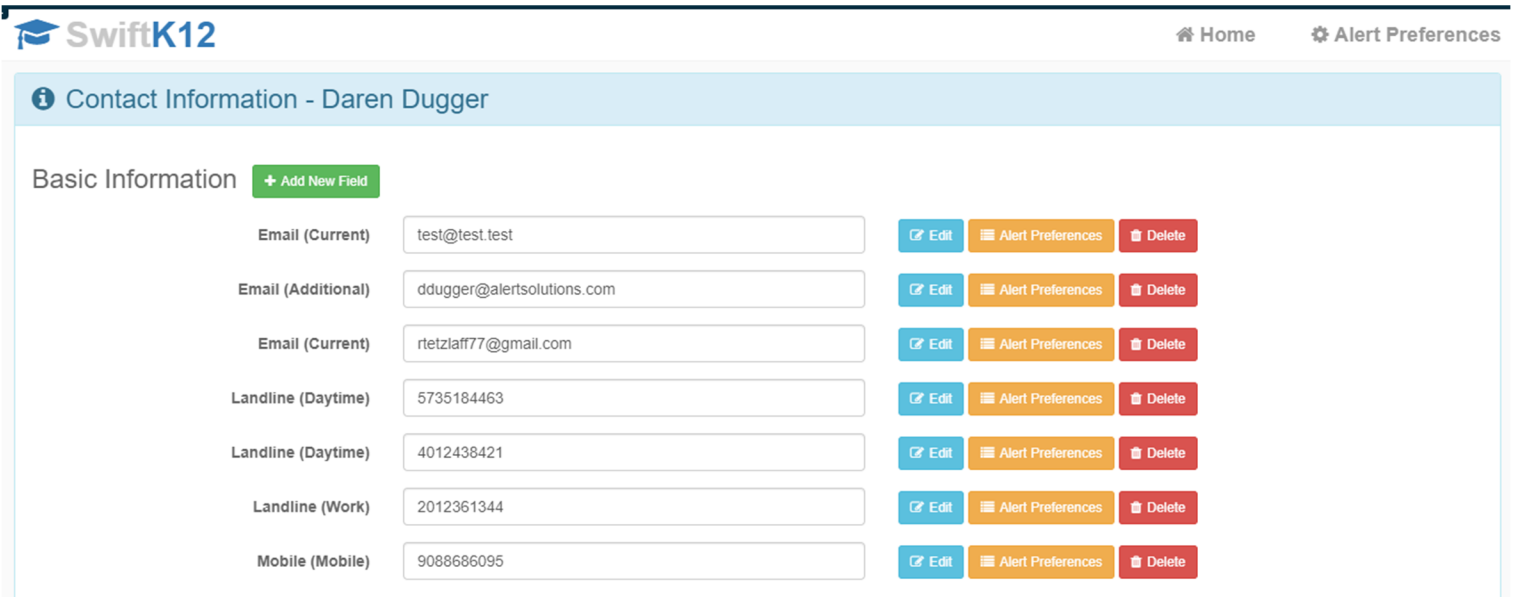 SwiftK12 Home Alert Preferences
Contact Information - Daren Dugger
Basic Information Add New Field
Email (Current) test@test.test Edit Alert Preferences Delete
Email (Additional) ddugger@alertsolutions.com Edit Alert Preferences Delete
Email (Current) rtetzlaff77@gmail.com Edit Alert Preferences Delete
Landline (Daytime) 5735184463 Edit Alert Preferences Delete
Landline (Daytime) 4012438421 Edit Alert Preferences Delete
Landline (Work) 2012361344 Edit Alert Preferences Delete
Mobile (Mobile) 9088686095 Edit Alert Preferences Delete